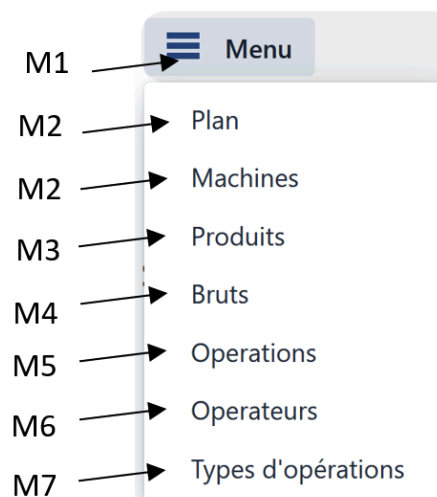 Menu
M1
M2 Plan
M2 Machines
M3 Produits
M4 Bruts
M5 Operations
M6 Operateurs
M7 Types d'opérations